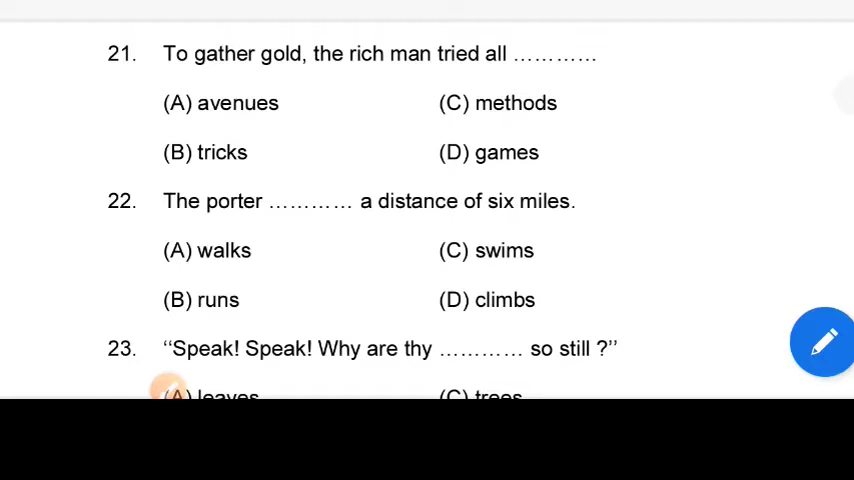 21. To gather gold, the rich man tried all …………
(A) avenues (C) methods
(B) tricks (D) games
22. The porter ………… a distance of six miles.
(A) walks (C) swims
(B) runs (D) climbs
23. ‘‘Speak! Speak! Why are thy ………… so still ?’’
(A) leaves (C) trees